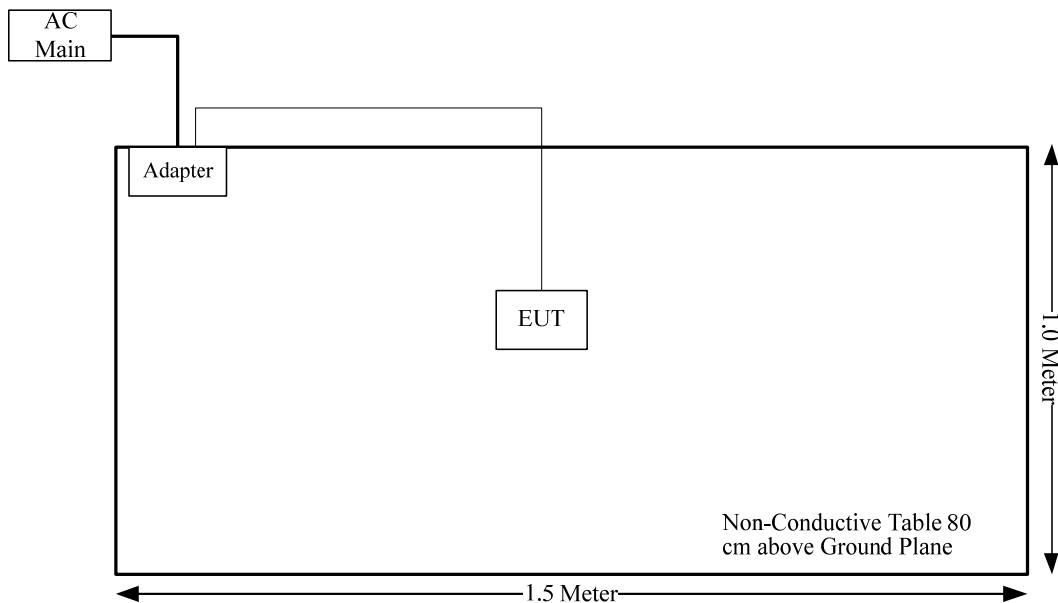 AC
Main
Adapter
EUT
1.0 Meter
Non-Conductive Table 80
cm above Ground Plane
1.5 Meter